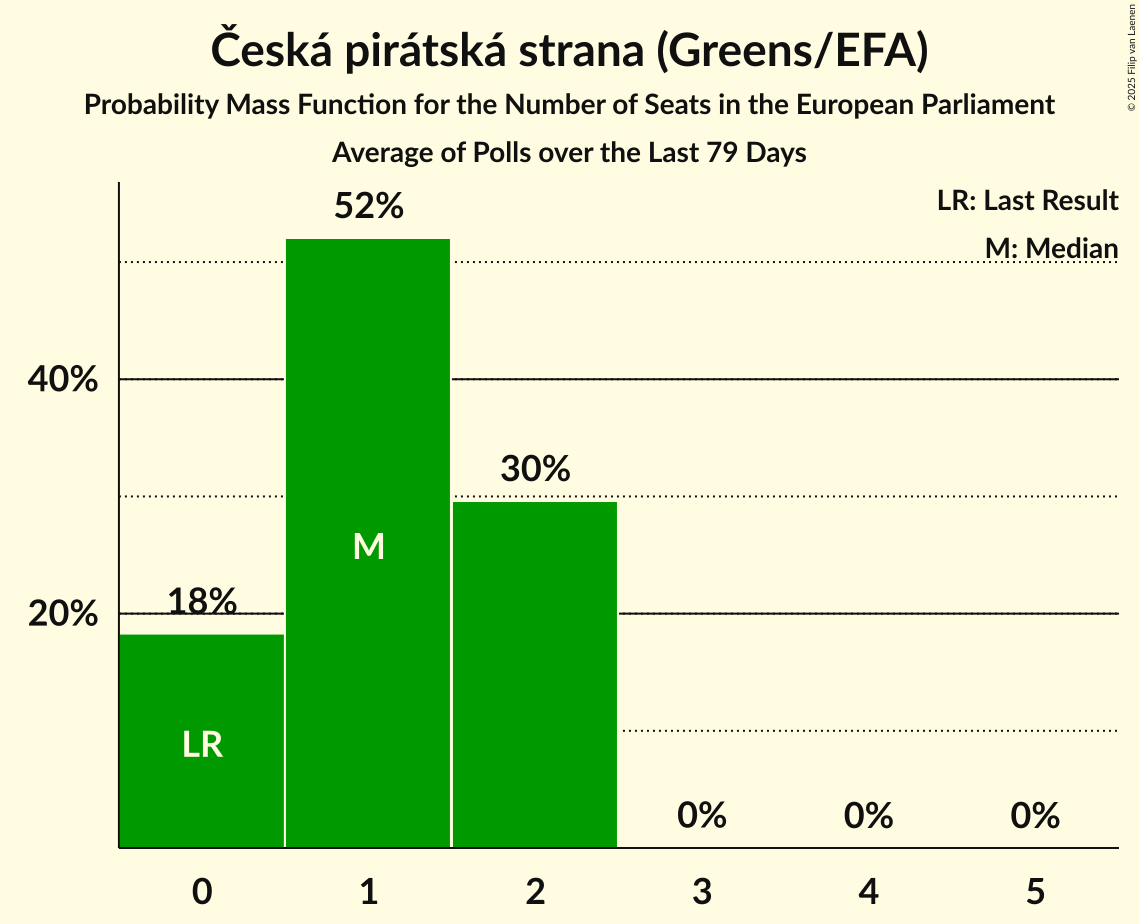 Česká pirátská strana (Greens/EFA)
Probability Mass Function for the Number of Seats in the European Parliament
Average of Polls over the Last 79 Days
© 2025 Filip van Laenen
LR: Last Result
M: Median
52%
40%
30%
M
18%
20%
LR
0%
0%
0%
0
1
2
3
4
5